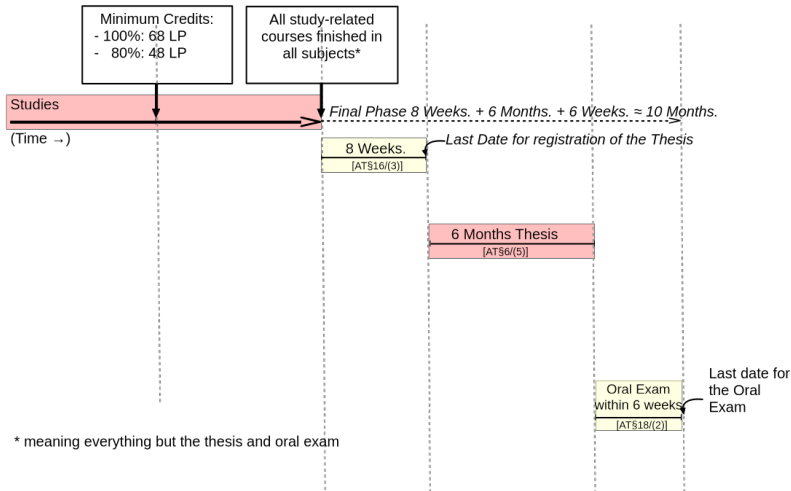 Minimum Credits:
- 100%: 68 LP
- 80%: 48 LP
All study-related
courses finished in
all subjects*
Studies
Final Phase 8 Weeks. + 6 Months. + 6 Weeks. ≈ 10 Months.
(Time →)
Last Date for registration of the Thesis
8 Weeks.
[AT§16/(3)]
6 Months Thesis
[AT§6/(5)]
Last date for
the Oral
Exam
Oral Exam
within 6 weeks
[AT§18/(2)]
* meaning everything but the thesis and oral exam